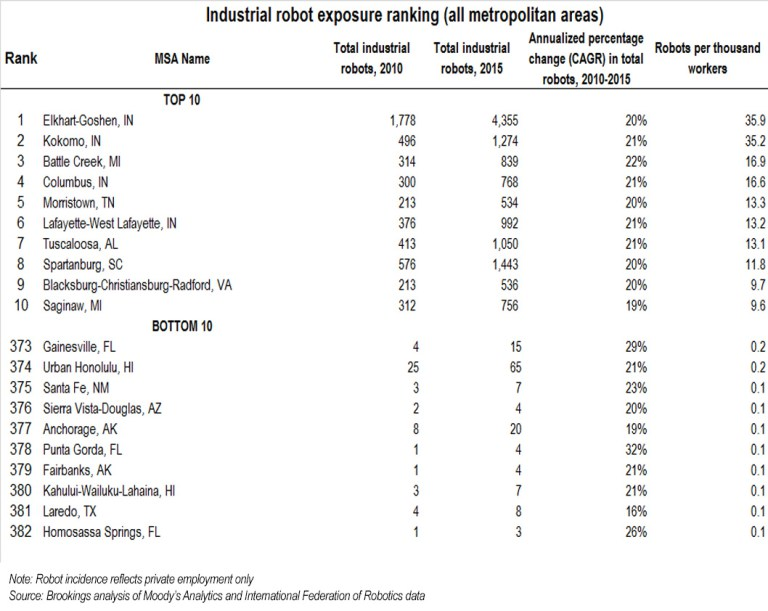 Industrial robot exposure ranking (all metropolitan areas)
Rank MSA Name Total industrial robots, 2010 Total industrial robots, 2015 Annualized percentage change (CAGR) in total robots, 2010-2015 Robots per thousand workers
TOP 10
1 Elkhart-Goshen, IN 1,778 4,355 20% 35.9
2 Kokomo, IN 496 1,274 21% 35.2
3 Battle Creek, MI 314 839 22% 16.9
4 Columbus, IN 300 768 21% 16.6
5 Morristown, TN 213 534 20% 13.3
6 Lafayette-West Lafayette, IN 376 992 21% 13.2
7 Tuscaloosa, AL 413 1,050 21% 13.1
8 Spartanburg, SC 576 1,443 20% 11.8
9 Blacksburg-Christiansburg-Radford, VA 213 536 20% 9.7
10 Saginaw, MI 312 756 19% 9.6
BOTTOM 10
373 Gainesville, FL 4 15 29% 0.2
374 Urban Honolulu, HI 25 65 21% 0.2
375 Santa Fe, NM 3 7 23% 0.1
376 Sierra Vista-Douglas, AZ 2 4 20% 0.1
377 Anchorage, AK 8 20 19% 0.1
378 Punta Gorda, FL 1 4 32% 0.1
379 Fairbanks, AK 1 4 21% 0.1
380 Kahului-Wailuku-Lahaina, HI 3 7 21% 0.1
381 Laredo, TX 4 8 16% 0.1
382 Homosassa Springs, FL 1 3 26% 0.1
Note: Robot incidence reflects private employment only
Source: Brookings analysis of Moody's Analytics and International Federation of Robotics data